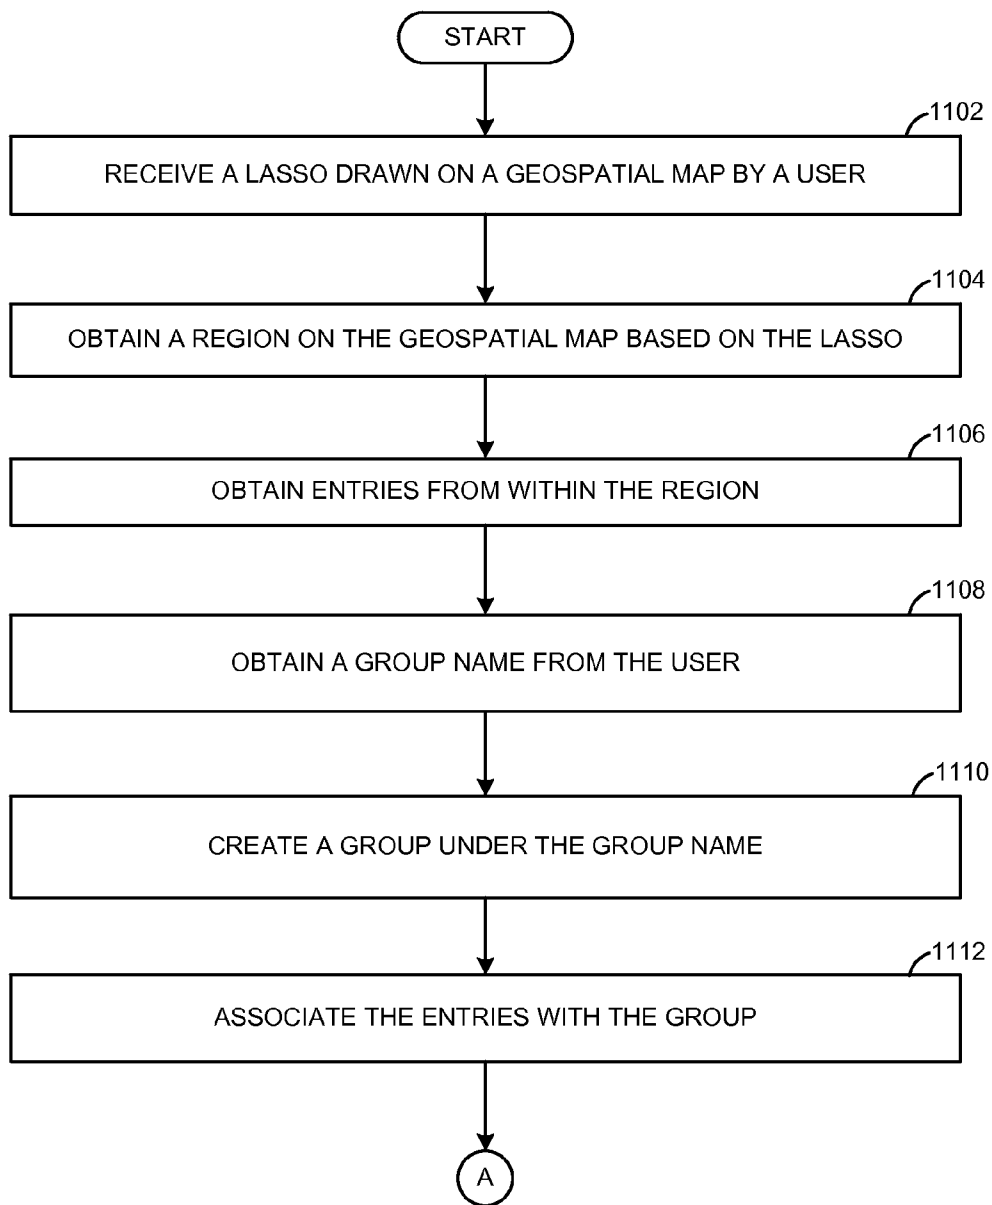 START
1102
RECEIVE A LASSO DRAWN ON A GEOSPATIAL MAP BY A USER
1104
OBTAIN A REGION ON THE GEOSPATIAL MAP BASED ON THE LASSO
1106
OBTAIN ENTRIES FROM WITHIN THE REGION
1108
OBTAIN A GROUP NAME FROM THE USER
1110
CREATE A GROUP UNDER THE GROUP NAME
1112
ASSOCIATE THE ENTRIES WITH THE GROUP
A